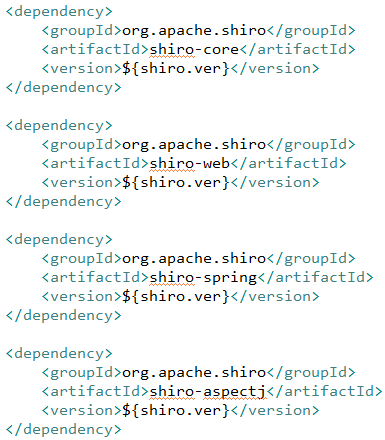 <dependency>
    <groupId>org.apache.shiro</groupId>
    <artifactId>shiro-core</artifactId>
    <version>${shiro.ver}</version>
</dependency>

<dependency>
    <groupId>org.apache.shiro</groupId>
    <artifactId>shiro-web</artifactId>
    <version>${shiro.ver}</version>
</dependency>

<dependency>
    <groupId>org.apache.shiro</groupId>
    <artifactId>shiro-spring</artifactId>
    <version>${shiro.ver}</version>
</dependency>

<dependency>
    <groupId>org.apache.shiro</groupId>
    <artifactId>shiro-aspectj</artifactId>
    <version>${shiro.ver}</version>